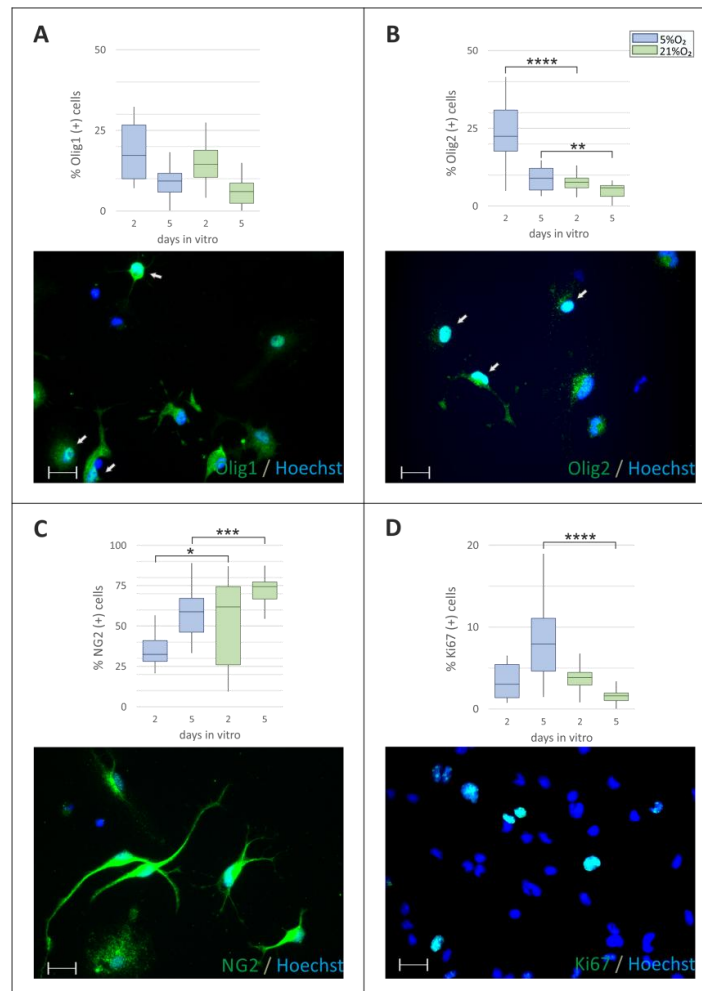 A
50
25
0
% Olig1 (+) cells
2 5 2 5
days in vitro
Olig1 / Hoechst
B
5%O₂
21%O₂
50
25
0
% Olig2 (+) cells
****
**
2 5 2 5
days in vitro
Olig2 / Hoechst
C
100
75
50
25
0
% NG2 (+) cells
***
*
2 5 2 5
days in vitro
NG2 / Hoechst
D
20
10
0
% Ki67 (+) cells
****
2 5 2 5
days in vitro
Ki67 / Hoechst